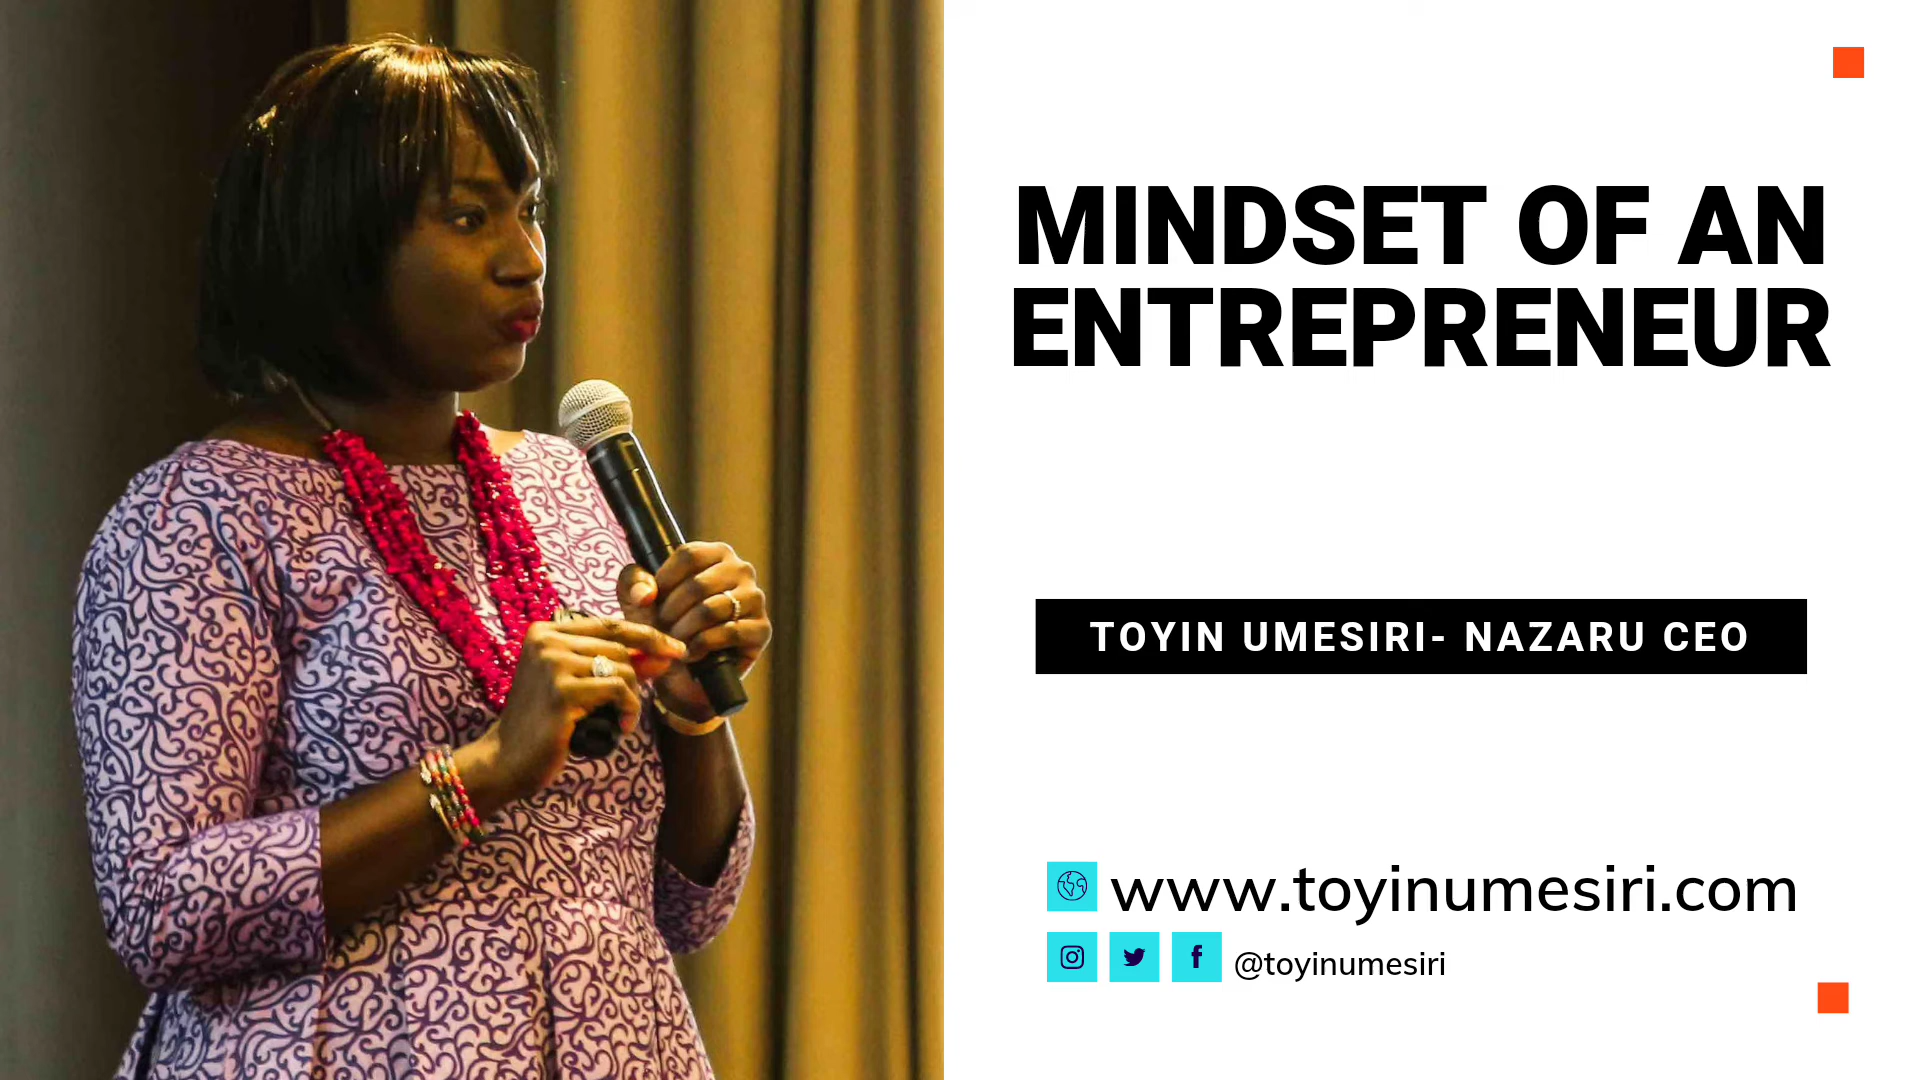 MINDSET OF AN
ENTREPRENEUR
TOYIN UMESIRI- NAZARU CEO
www.toyinumesiri.com
@toyinumesiri